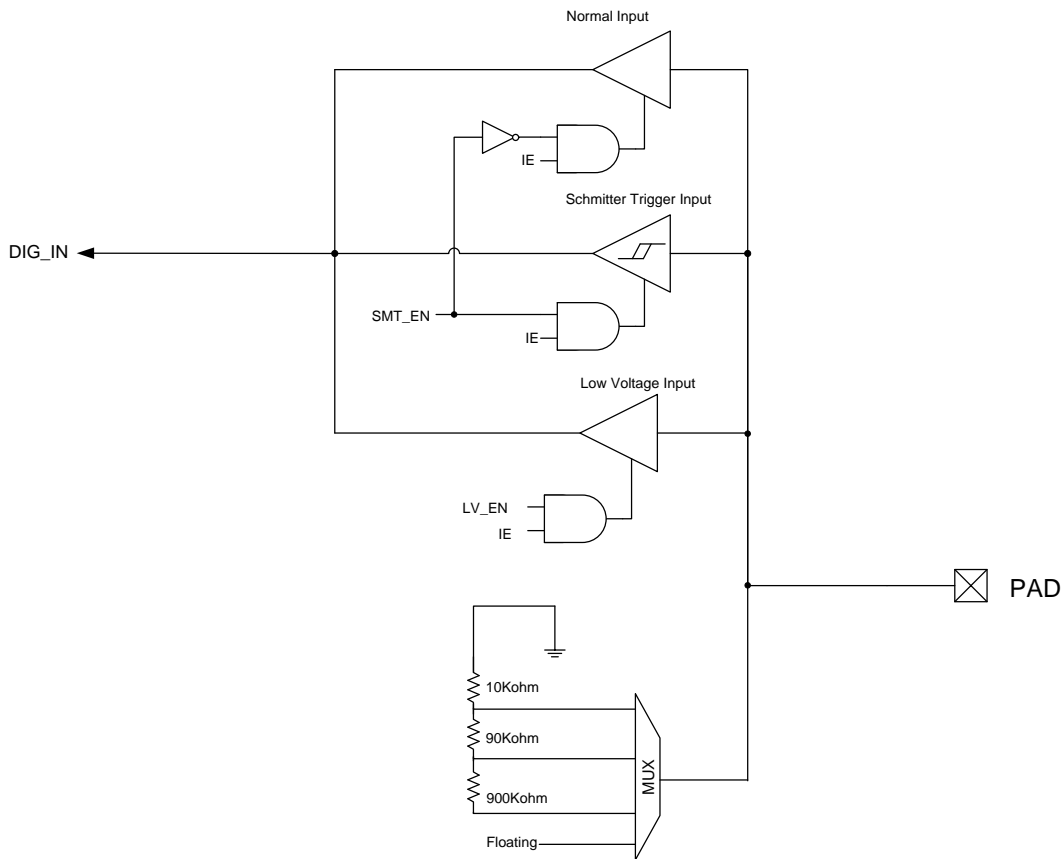 Normal Input
IE
Schmitter Trigger Input
DIG_IN
SMT_EN
IE
Low Voltage Input
LV_EN
IE
PAD
10Kohm
90Kohm
MUX
900Kohm
Floating